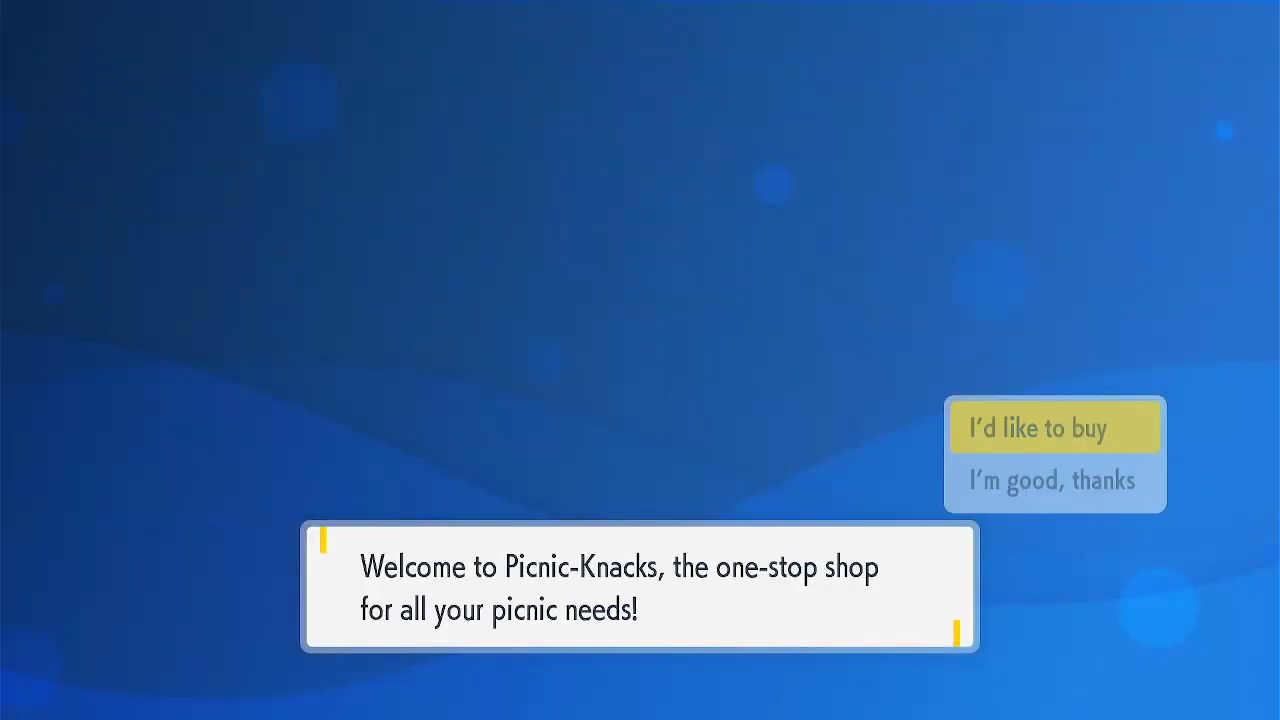 I'd like to buy
I'm good, thanks
Welcome to Picnic-Knacks, the one-stop shop
for all your picnic needs!